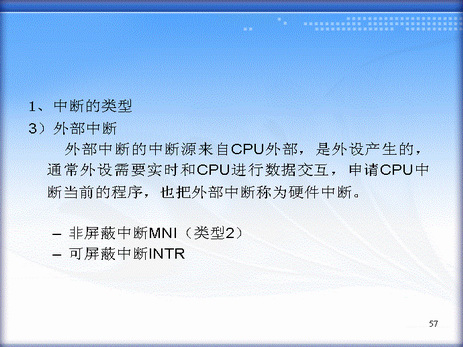 1、中断的类型
3）外部中断
外部中断的中断源来自CPU外部，是外设产生的，
通常外设需要实时和CPU进行数据交互，申请CPU中
断当前的程序，也把外部中断称为硬件中断。
– 非屏蔽中断MNI（类型2）
– 可屏蔽中断INTR
57